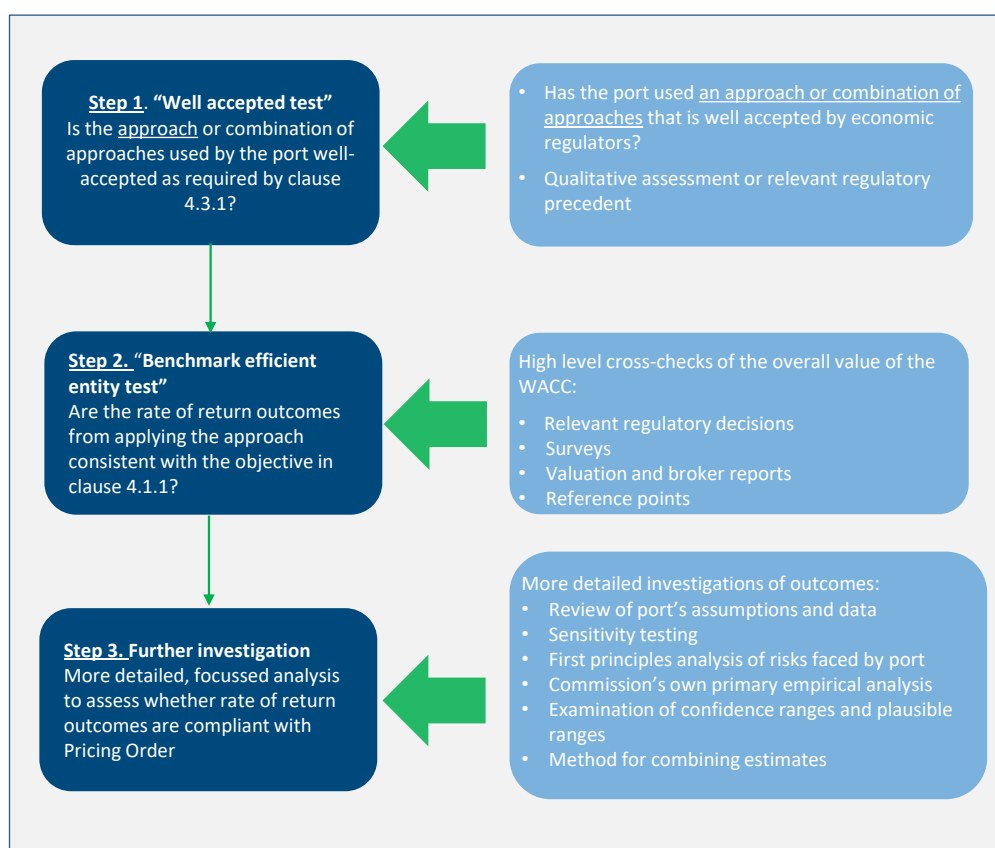 Step 1. “Well accepted test”
Is the approach or combination of
approaches used by the port well-
accepted as required by clause
4.3.1?
• Has the port used an approach or combination of
approaches that is well accepted by economic
regulators?
• Qualitative assessment or relevant regulatory
precedent
Step 2. “Benchmark efficient
entity test”
Are the rate of return outcomes
from applying the approach
consistent with the objective in
clause 4.1.1?
High level cross-checks of the overall value of the
WACC:
• Relevant regulatory decisions
• Surveys
• Valuation and broker reports
• Reference points
Step 3. Further investigation
More detailed, focussed analysis
to assess whether rate of return
outcomes are compliant with
Pricing Order
More detailed investigations of outcomes:
• Review of port’s assumptions and data
• Sensitivity testing
• First principles analysis of risks faced by port
• Commission’s own primary empirical analysis
• Examination of confidence ranges and plausible
ranges
• Method for combining estimates